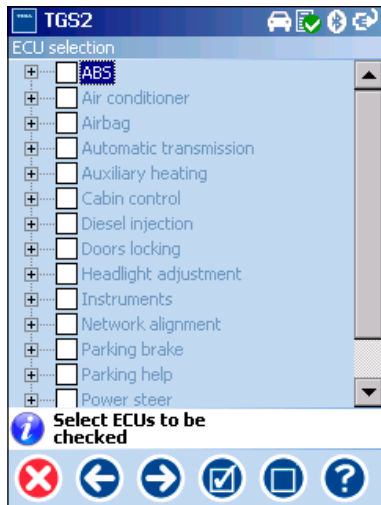 TGS2
ECU selection
ABS
Air conditioner
Airbag
Automatic transmission
Auxiliary heating
Cabin control
Diesel injection
Doors locking
Headlight adjustment
Instruments
Network alignment
Parking brake
Parking help
Power steer
Select ECUs to be
checked